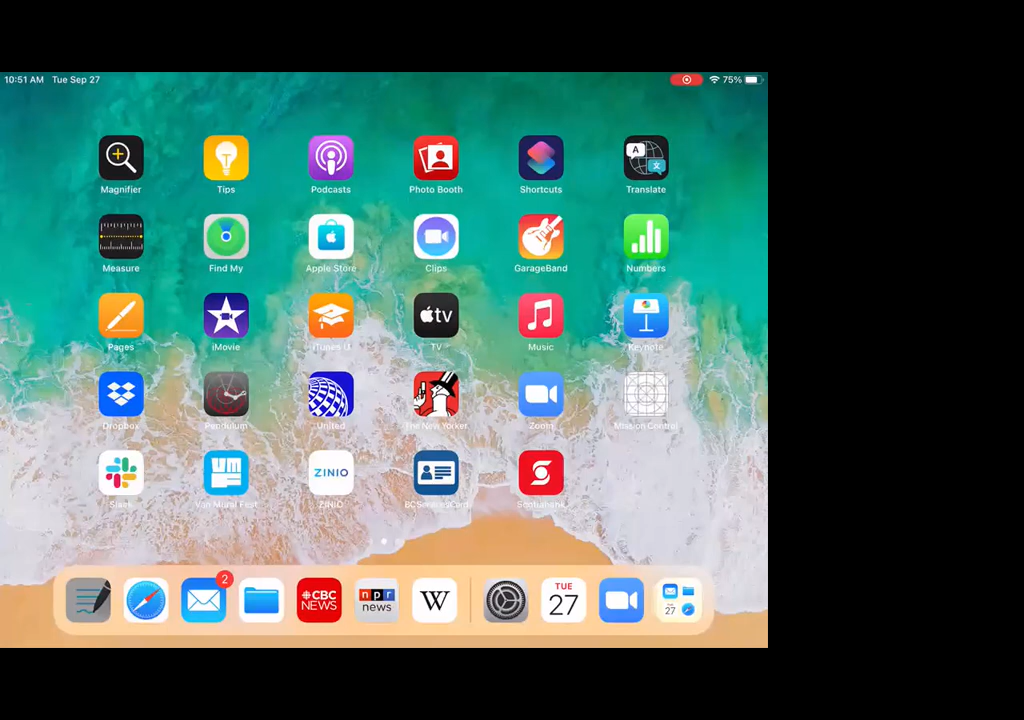 10:51 AM Tue Sep 27 75%
Magnifier Tips Podcasts Photo Booth Shortcuts Translate
Measure Find My Apple Store Clips GarageBand Numbers
Pages iMovie iTunes U tv TV Music Keynote
Dropbox Pendulum United The New Yorker Zoom Mission Control
Slack Van Mural Fest ZINIO ZINIO BCServicesCard Scotiabank
2
CBC NEWS npr news W TUE 27